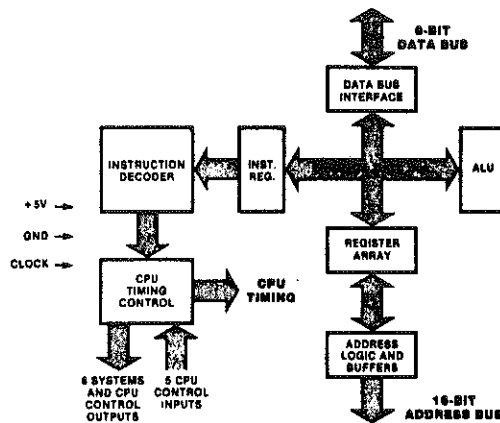 8-BIT
DATA BUS
DATA BUS
INTERFACE
INSTRUCTION
DECODER
INST.
REG.
ALU
+5V
GND
CLOCK
REGISTER
ARRAY
CPU
TIMING
CONTROL
CPU
TIMING
ADDRESS
LOGIC AND
BUFFERS
6 SYSTEMS
AND CPU
CONTROL
OUTPUTS
5 CPU
CONTROL
INPUTS
16-BIT
ADDRESS BUS